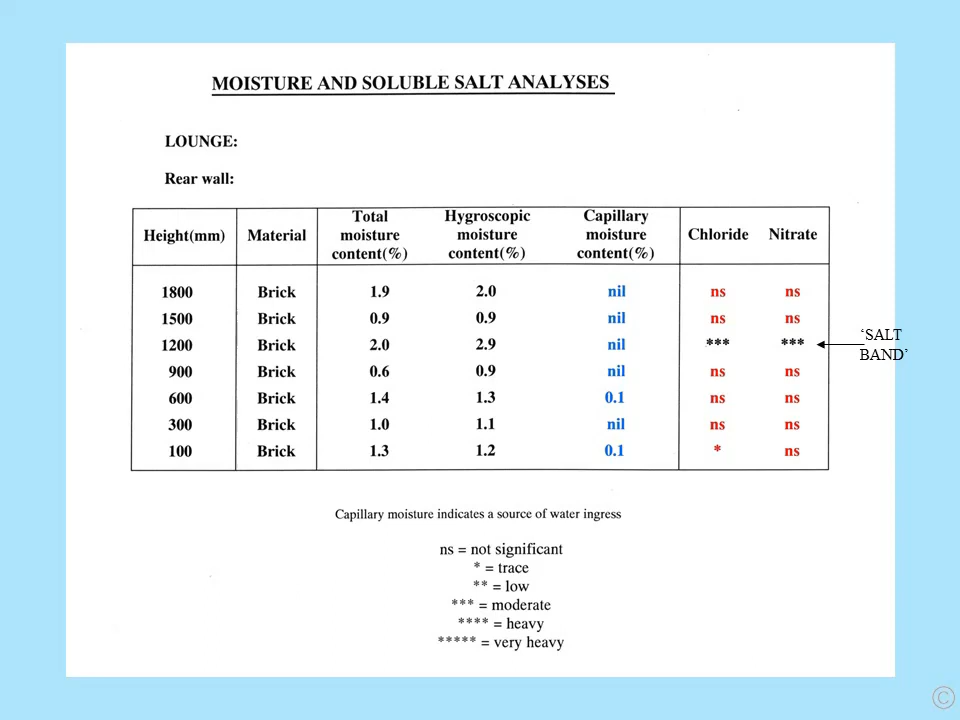 MOISTURE AND SOLUBLE SALT ANALYSES
LOUNGE:
Rear wall:
Height(mm) Material Total moisture content(%) Hygroscopic moisture content(%) Capillary moisture content(%) Chloride Nitrate
1800 Brick 1.9 2.0 nil ns ns
1500 Brick 0.9 0.9 nil ns ns
1200 Brick 2.0 2.9 nil *** *** ‘SALT BAND’
900 Brick 0.6 0.9 nil ns ns
600 Brick 1.4 1.3 0.1 ns ns
300 Brick 1.0 1.1 nil ns ns
100 Brick 1.3 1.2 0.1 * ns
Capillary moisture indicates a source of water ingress
ns = not significant
* = trace
** = low
*** = moderate
**** = heavy
***** = very heavy
©